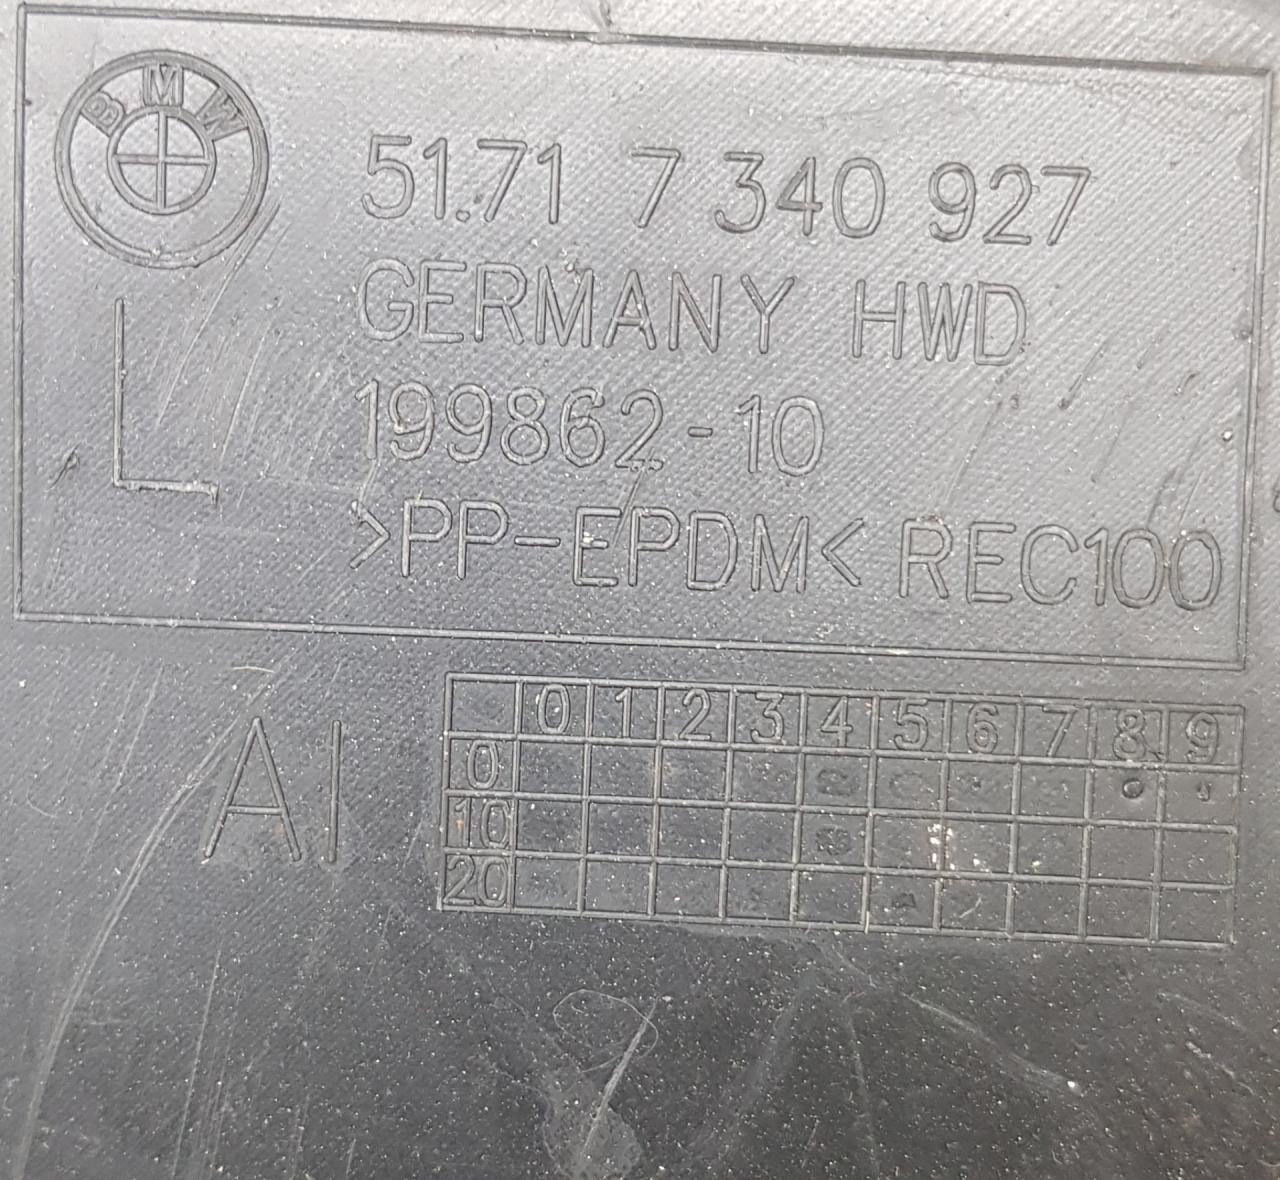 BMW
51.71 7 340 927
GERMANY HWD
L
199862-10
>PP-EPDM< REC100
AI
0 1 2 3 4 5 6 7 8 9
0
10
20